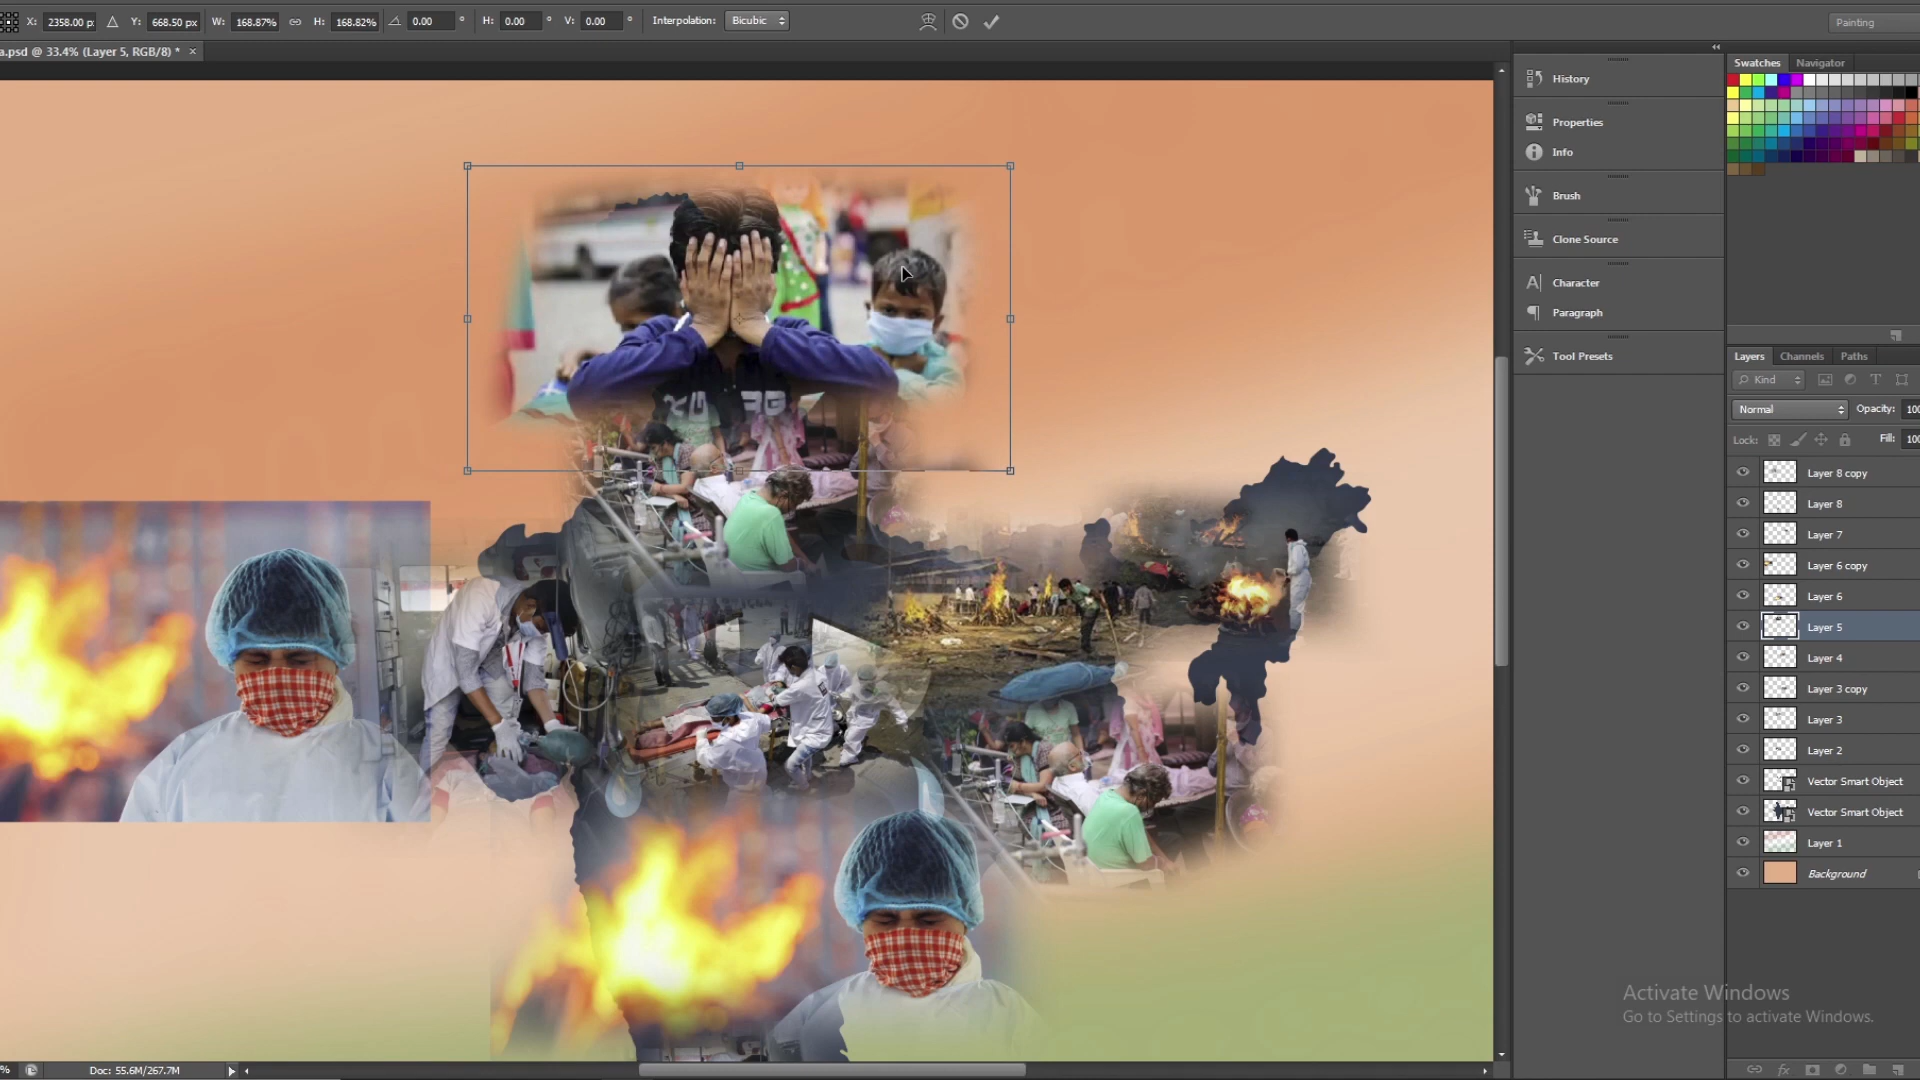 X: 2358.00 p Y: 668.50 px W: 168.87% H: 168.82% 0.00 ° H: 0.00 ° V: 0.00 ° Interpolation: Bicubic
Painting
a.psd @ 33.4% (Layer 5, RGB/8) * ×
History
Properties
Info
Brush
Clone Source
Character
Paragraph
Tool Presets
Swatches Navigator
Layers Channels Paths
Kind
Normal Opacity: 100
Lock: Fill: 100
Layer 8 copy
Layer 8
Layer 7
Layer 6 copy
Layer 6
Layer 5
Layer 4
Layer 3 copy
Layer 3
Layer 2
Vector Smart Object
Vector Smart Object
Layer 1
Background
Activate Windows
Go to Settings to activate Windows.
% Doc: 55.6M/267.7M
fx